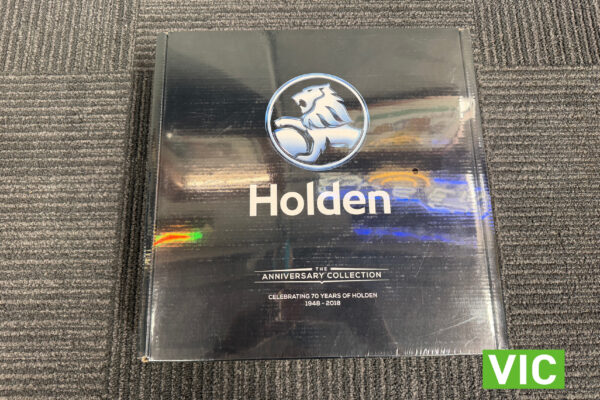 Holden
THE
ANNIVERSARY COLLECTION
CELEBRATING 70 YEARS OF HOLDEN
1948 - 2018
VIC